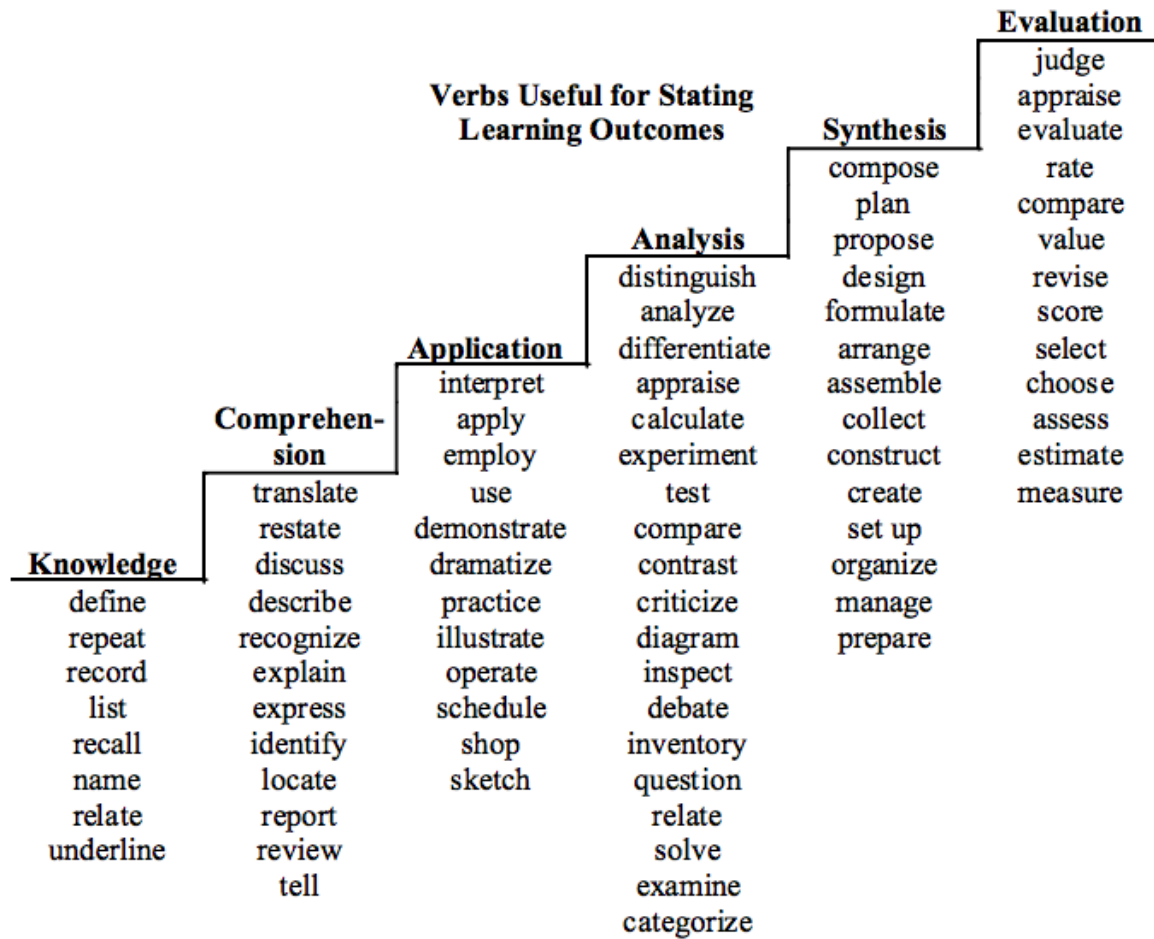 Verbs Useful for Stating
Learning Outcomes
Knowledge
define
repeat
record
list
recall
name
relate
underline
Comprehen-
sion
translate
restate
discuss
describe
recognize
explain
express
identify
locate
report
review
tell
Application
interpret
apply
employ
use
demonstrate
dramatize
practice
illustrate
operate
schedule
shop
sketch
Analysis
distinguish
analyze
differentiate
appraise
calculate
experiment
test
compare
contrast
criticize
diagram
inspect
debate
inventory
question
relate
solve
examine
categorize
Synthesis
compose
plan
propose
design
formulate
arrange
assemble
collect
construct
create
set up
organize
manage
prepare
Evaluation
judge
appraise
evaluate
rate
compare
value
revise
score
select
choose
assess
estimate
measure